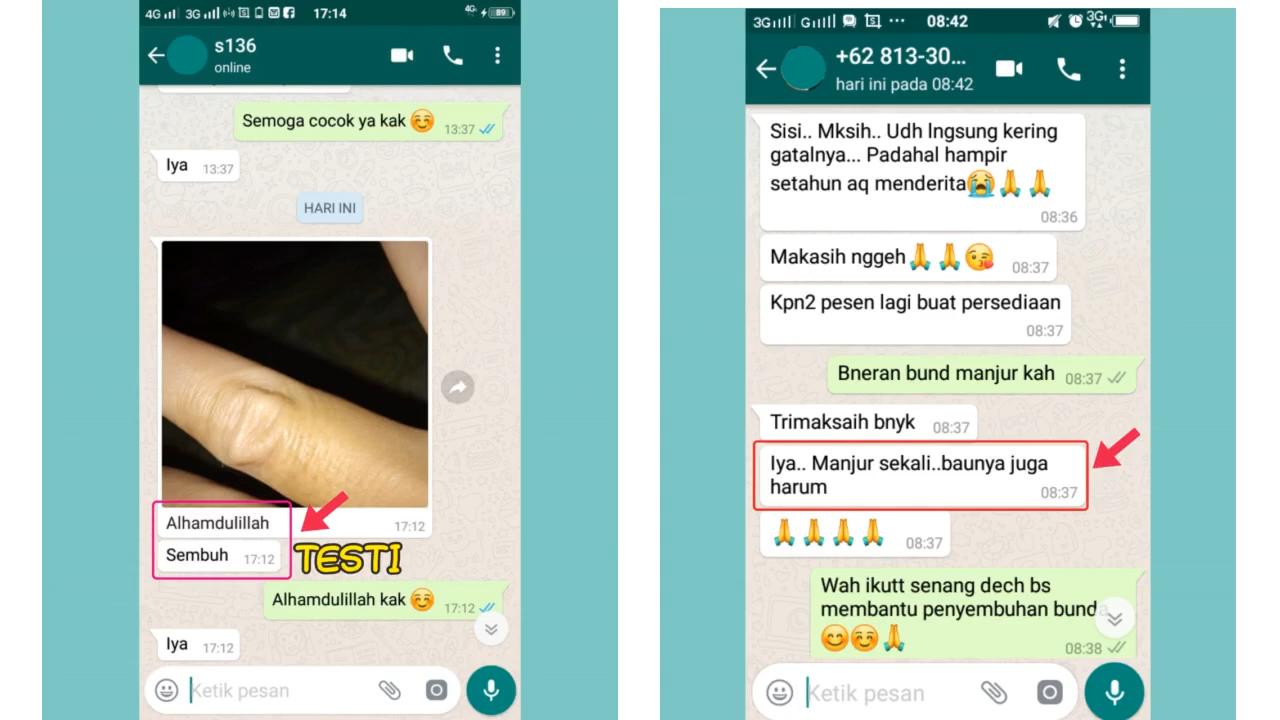 4G 3G 17:14 4G 89
s136
online
Semoga cocok ya kak 13:37
Iya 13:37
HARI INI
Alhamdulillah 17:12
Sembuh 17:12
TESTI
Alhamdulillah kak 17:12
Iya 17:12
Ketik pesan
3G G 08:42 3G
+62 813-30...
hari ini pada 08:42
Sisi.. Mksih.. Udh lngsung kering
gatalnya... Padahal hampir
setahun aq menderita😭🙏🙏
08:36
Makasih nggeh🙏🙏😘 08:37
Kpn2 pesen lagi buat persediaan
08:37
Bneran bund manjur kah 08:37
Trimaksaih bnyk 08:37
Iya.. Manjur sekali..baunya juga
harum 08:37
🙏🙏🙏🙏 08:37
Wah ikutt senang dech bs
membantu penyembuhan bunda
😊☺️🙏 08:38
Ketik pesan